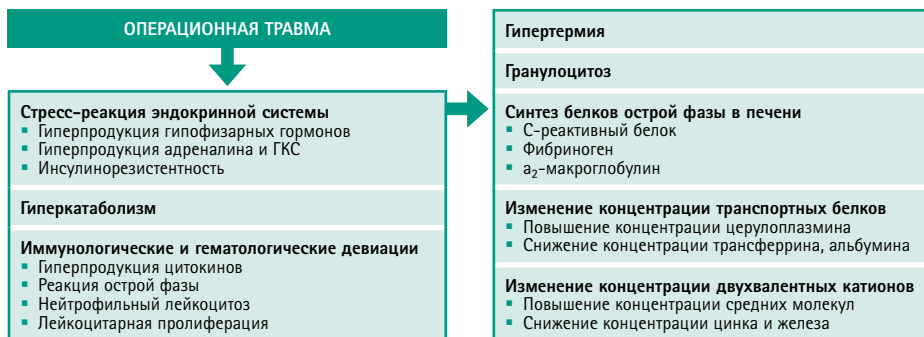 ОПЕРАЦИОННАЯ ТРАВМА
Стресс-реакция эндокринной системы
▪ Гиперпродукция гипофизарных гормонов
▪ Гиперпродукция адреналина и ГКС
▪ Инсулинорезистентность
Гиперкатаболизм
Иммунологические и гематологические девиации
▪ Гиперпродукция цитокинов
▪ Реакция острой фазы
▪ Нейтрофильный лейкоцитоз
▪ Лейкоцитарная пролиферация
Гипертермия
Гранулоцитоз
Синтез белков острой фазы в печени
▪ С-реактивный белок
▪ Фибриноген
▪ a₂-макроглобулин
Изменение концентрации транспортных белков
▪ Повышение концентрации церулоплазмина
▪ Снижение концентрации трансферрина, альбумина
Изменение концентрации двухвалентных катионов
▪ Повышение концентрации средних молекул
▪ Снижение концентрации цинка и железа